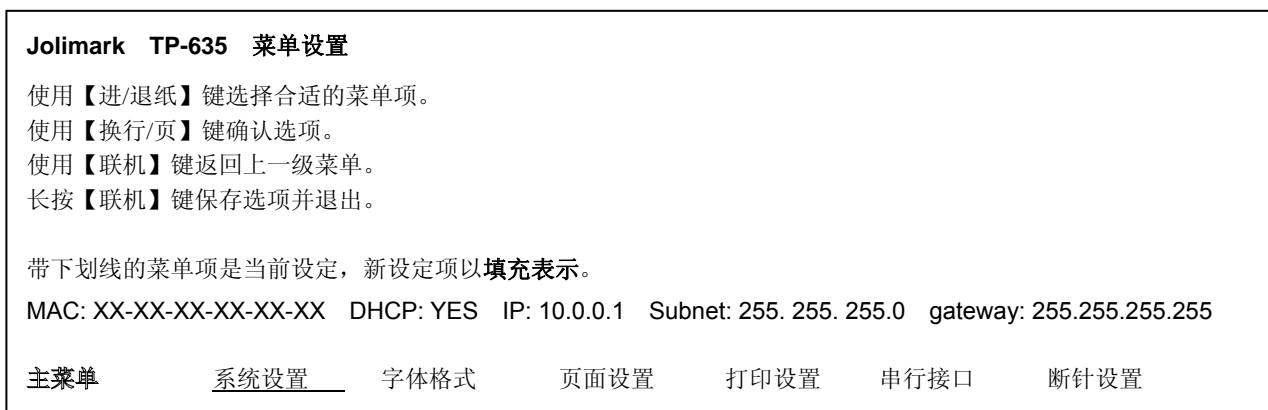 Jolimark TP-635 菜单设置
使用【进/退纸】键选择合适的菜单项。
使用【换行/页】键确认选项。
使用【联机】键返回上一级菜单。
长按【联机】键保存选项并退出。
带下划线的菜单项是当前设定，新设定项以填充表示。
MAC: XX-XX-XX-XX-XX-XX DHCP: YES IP: 10.0.0.1 Subnet: 255. 255. 255.0 gateway: 255.255.255.255
主菜单 系统设置 字体格式 页面设置 打印设置 串行接口 断针设置